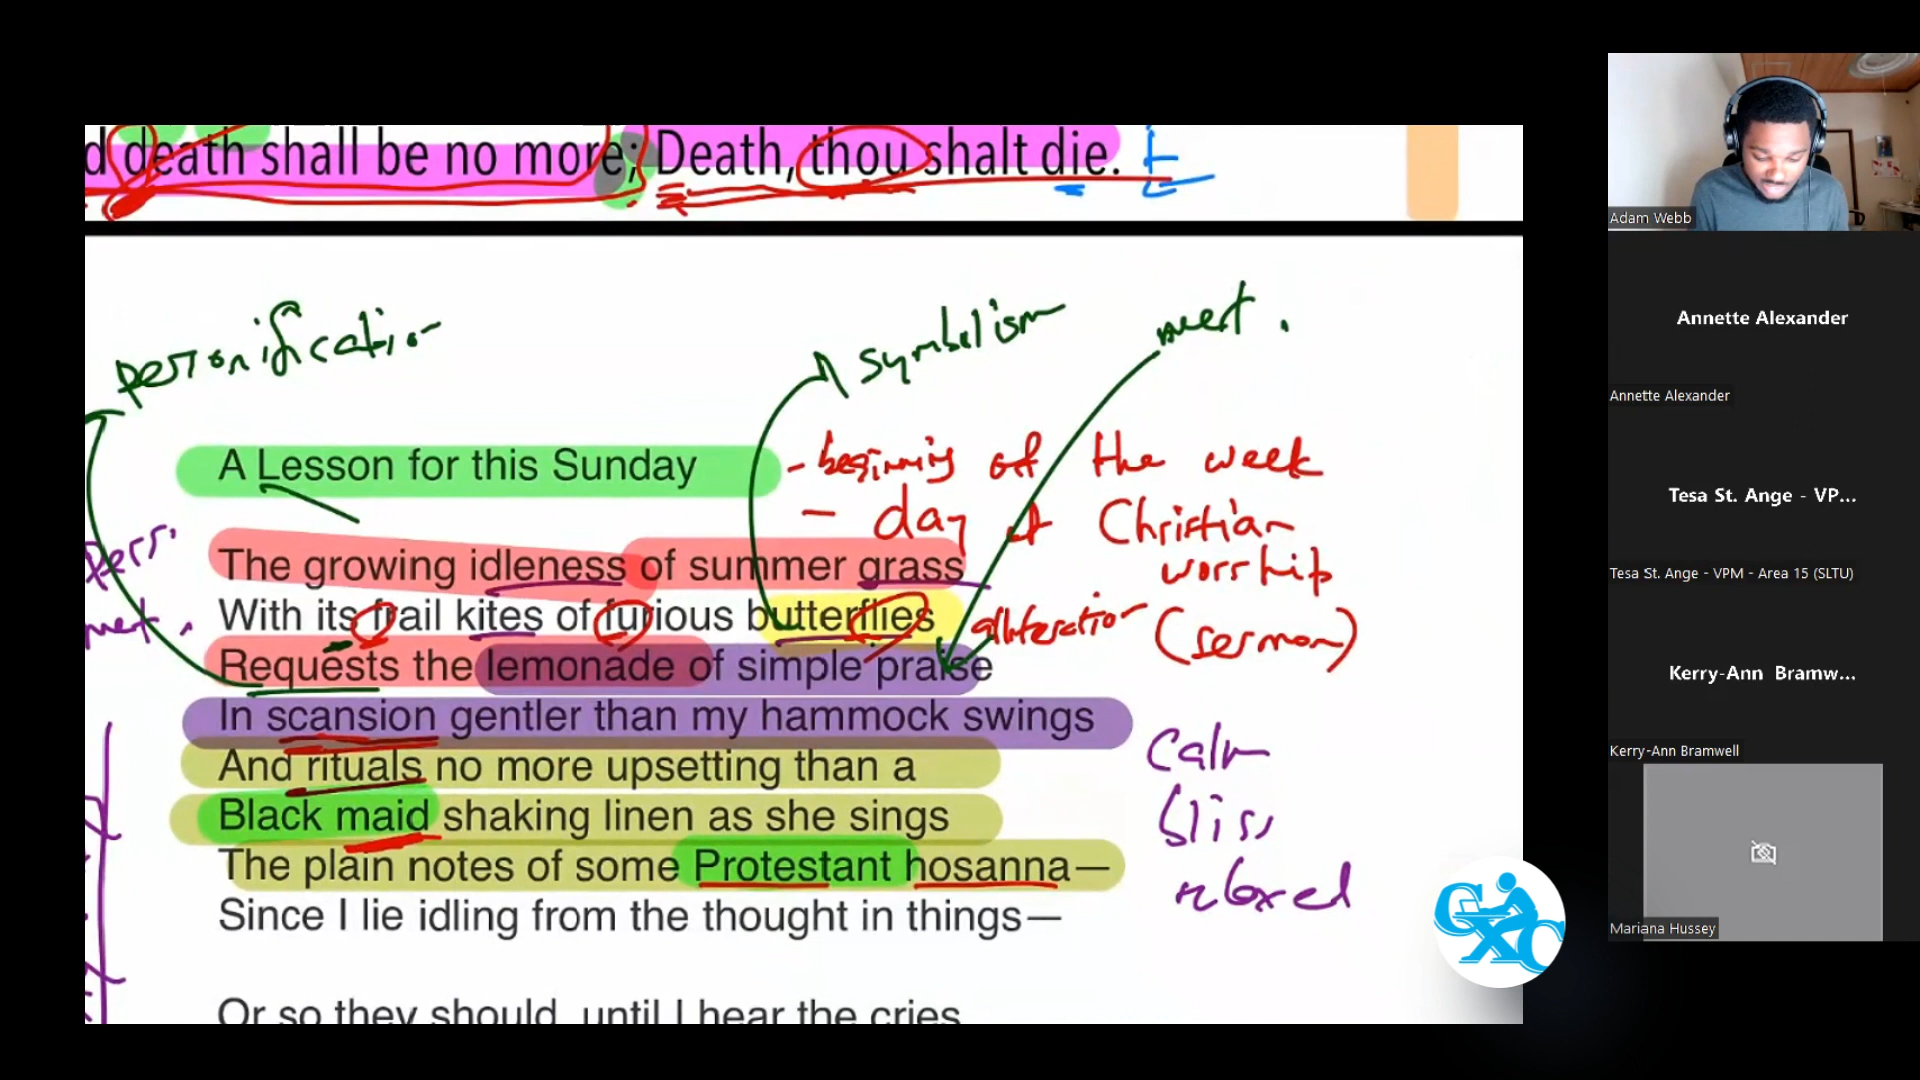 d death shall be no more; Death, thou shalt die.
personification
symbolism
met.
A Lesson for this Sunday
- beginning of the week
- day of Christian
worship
(sermon)
pers.
met.
The growing idleness of summer grass
With its frail kites of furious butterflies
alliteration
Requests the lemonade of simple praise
In scansion gentler than my hammock swings
And rituals no more upsetting than a
Black maid shaking linen as she sings
The plain notes of some Protestant hosanna—
Since I lie idling from the thought in things—
calm
bliss
relaxed
Or so they should, until I hear the cries
CXC
Adam Webb
Annette Alexander
Annette Alexander
Tesa St. Ange - VP...
Tesa St. Ange - VPM - Area 15 (SLTU)
Kerry-Ann Bramw...
Kerry-Ann Bramwell
Mariana Hussey